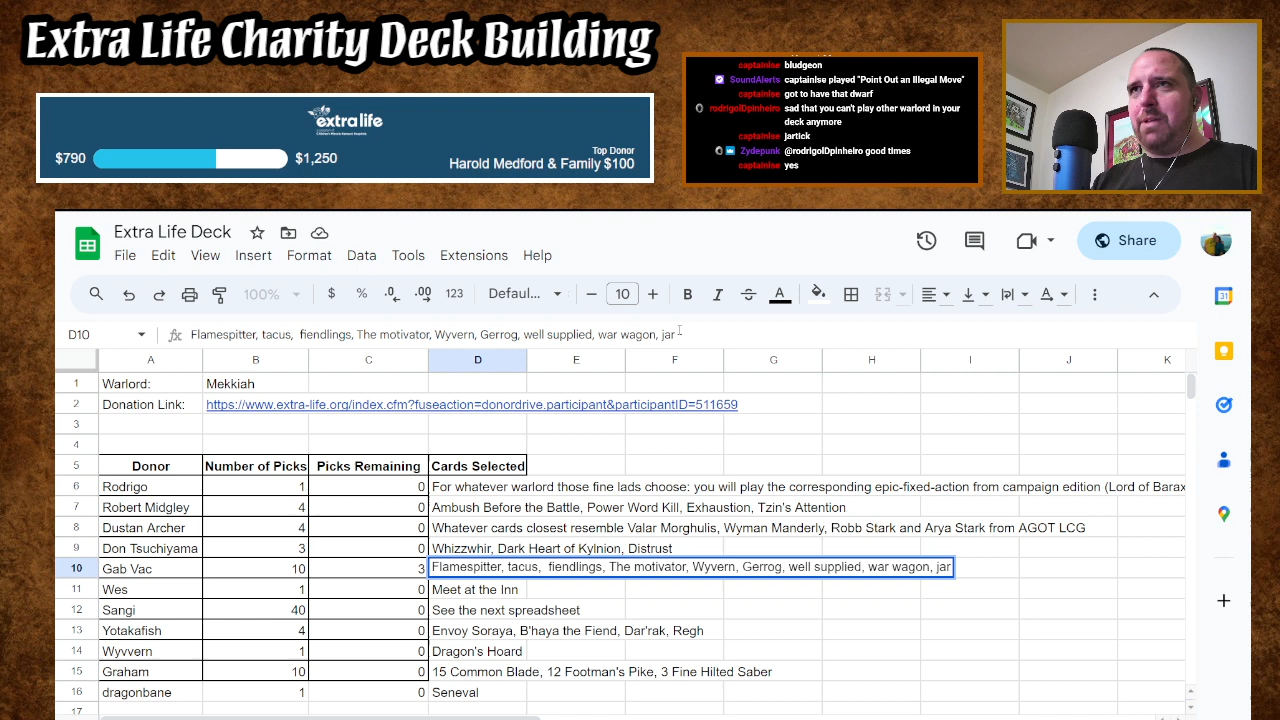 Extra Life Charity Deck Building
extralife
$790
$1,250
Top Donor
Harold Medford & Family $100
captainlse bludgeon
SoundAlerts captainlse played "Point Out an Illegal Move"
captainlse got to have that dwarf
rodrigolDpinheiro sad that you can't play other warlord in your
deck anymore
captainlse jartick
Zydepunk @rodrigolDpinheiro good times
captainlse yes
Extra Life Deck
File Edit View Insert Format Data Tools Extensions Help
Share
100% $ % .0 .00 123 Defaul... 10 B I A
D10 fx Flamespitter, tacus, fiendlings, The motivator, Wyvern, Gerrog, well supplied, war wagon, jar
A B C D E F G H I J K
1 Warlord: Mekkiah
2 Donation Link: https://www.extra-life.org/index.cfm?fuseaction=donordrive.participant&participantID=511659
3
4
5 Donor Number of Picks Picks Remaining Cards Selected
6 Rodrigo 1 0 For whatever warlord those fine lads choose: you will play the corresponding epic-fixed-action from campaign edition (Lord of Barax
7 Robert Midgley 4 0 Ambush Before the Battle, Power Word Kill, Exhaustion, Tzin's Attention
8 Dustan Archer 4 0 Whatever cards closest resemble Valar Morghulis, Wyman Manderly, Robb Stark and Arya Stark from AGOT LCG
9 Don Tsuchiyama 3 0 Whizzwhir, Dark Heart of Kylnion, Distrust
10 Gab Vac 10 3 Flamespitter, tacus, fiendlings, The motivator, Wyvern, Gerrog, well supplied, war wagon, jar
11 Wes 1 0 Meet at the Inn
12 Sangi 40 0 See the next spreadsheet
13 Yotakafish 4 0 Envoy Soraya, B'haya the Fiend, Dar'rak, Regh
14 Wyvvern 1 0 Dragon's Hoard
15 Graham 10 0 15 Common Blade, 12 Footman's Pike, 3 Fine Hilted Saber
16 dragonbane 1 0 Seneval
17